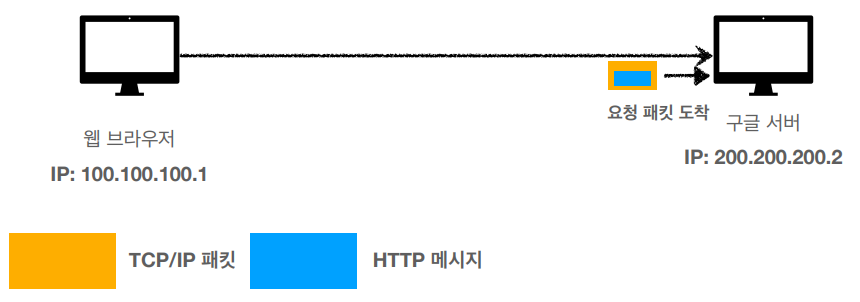 요청 패킷 도착
웹 브라우저
구글 서버
IP: 100.100.100.1
IP: 200.200.200.2
TCP/IP 패킷
HTTP 메시지